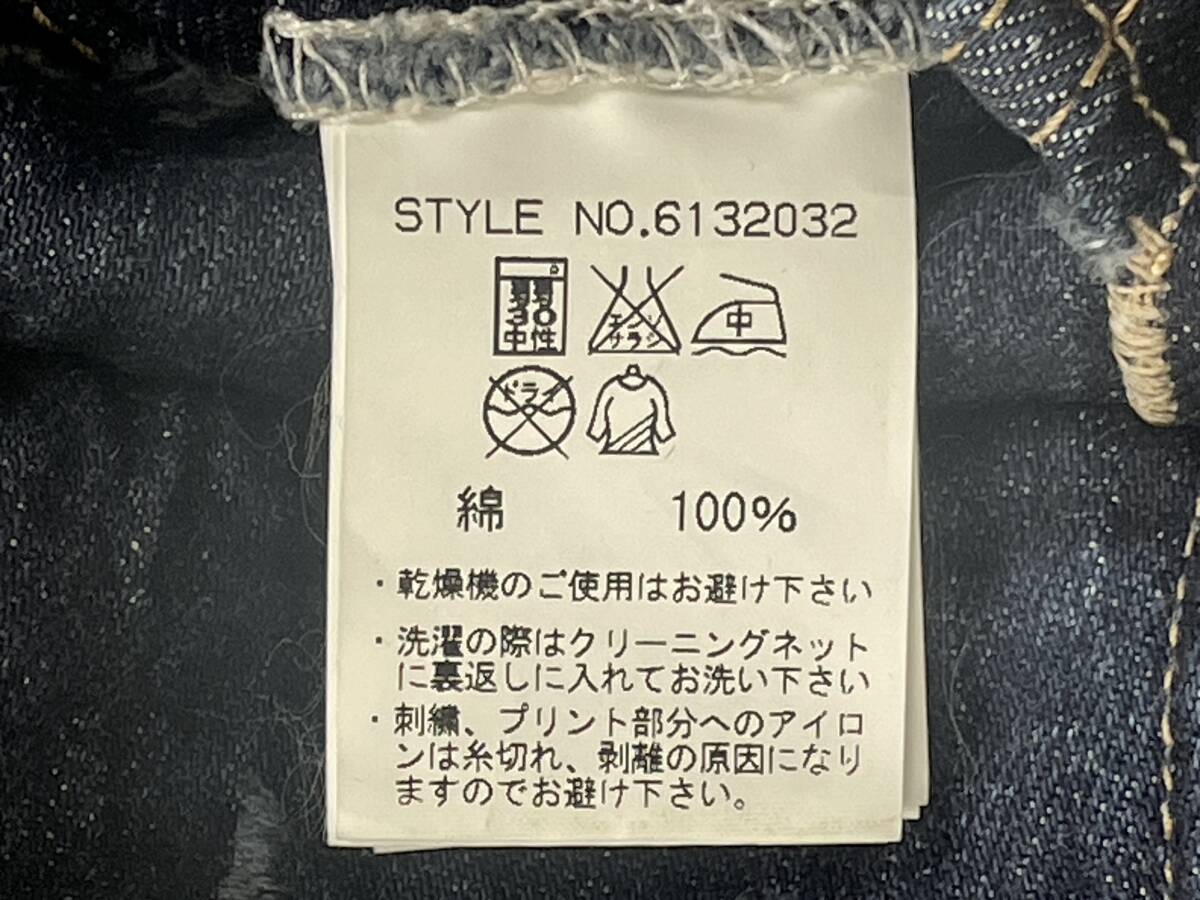 STYLE NO.6132032
弱
30
中性
エンソ
サラシ
中
ドライ
綿 100%
・乾燥機のご使用はお避け下さい
・洗濯の際はクリーニングネット
に裏返しに入れてお洗い下さい
・刺繍、プリント部分へのアイロ
ンは糸切れ、剥離の原因になり
ますのでお避け下さい。